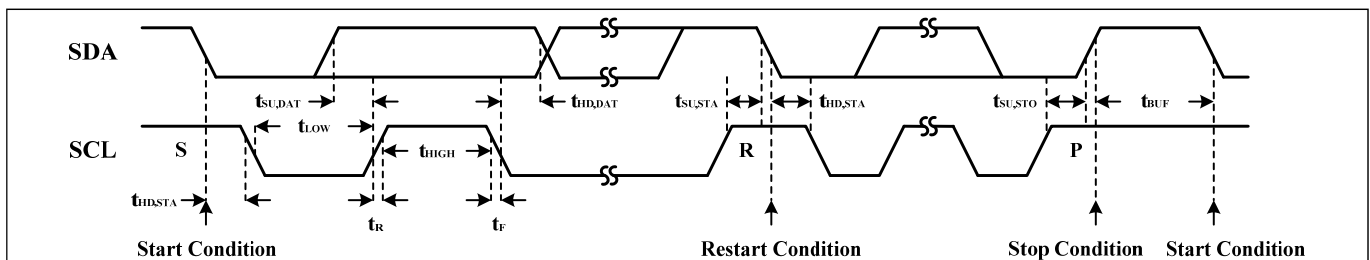 SDA
tSU,DAT
tHD,DAT
tSU,STA
tHD,STA
tSU,STO
tBUF
tLOW
SCL
S
tHIGH
R
P
tHD,STA
tR
tF
Start Condition
Restart Condition
Stop Condition
Start Condition